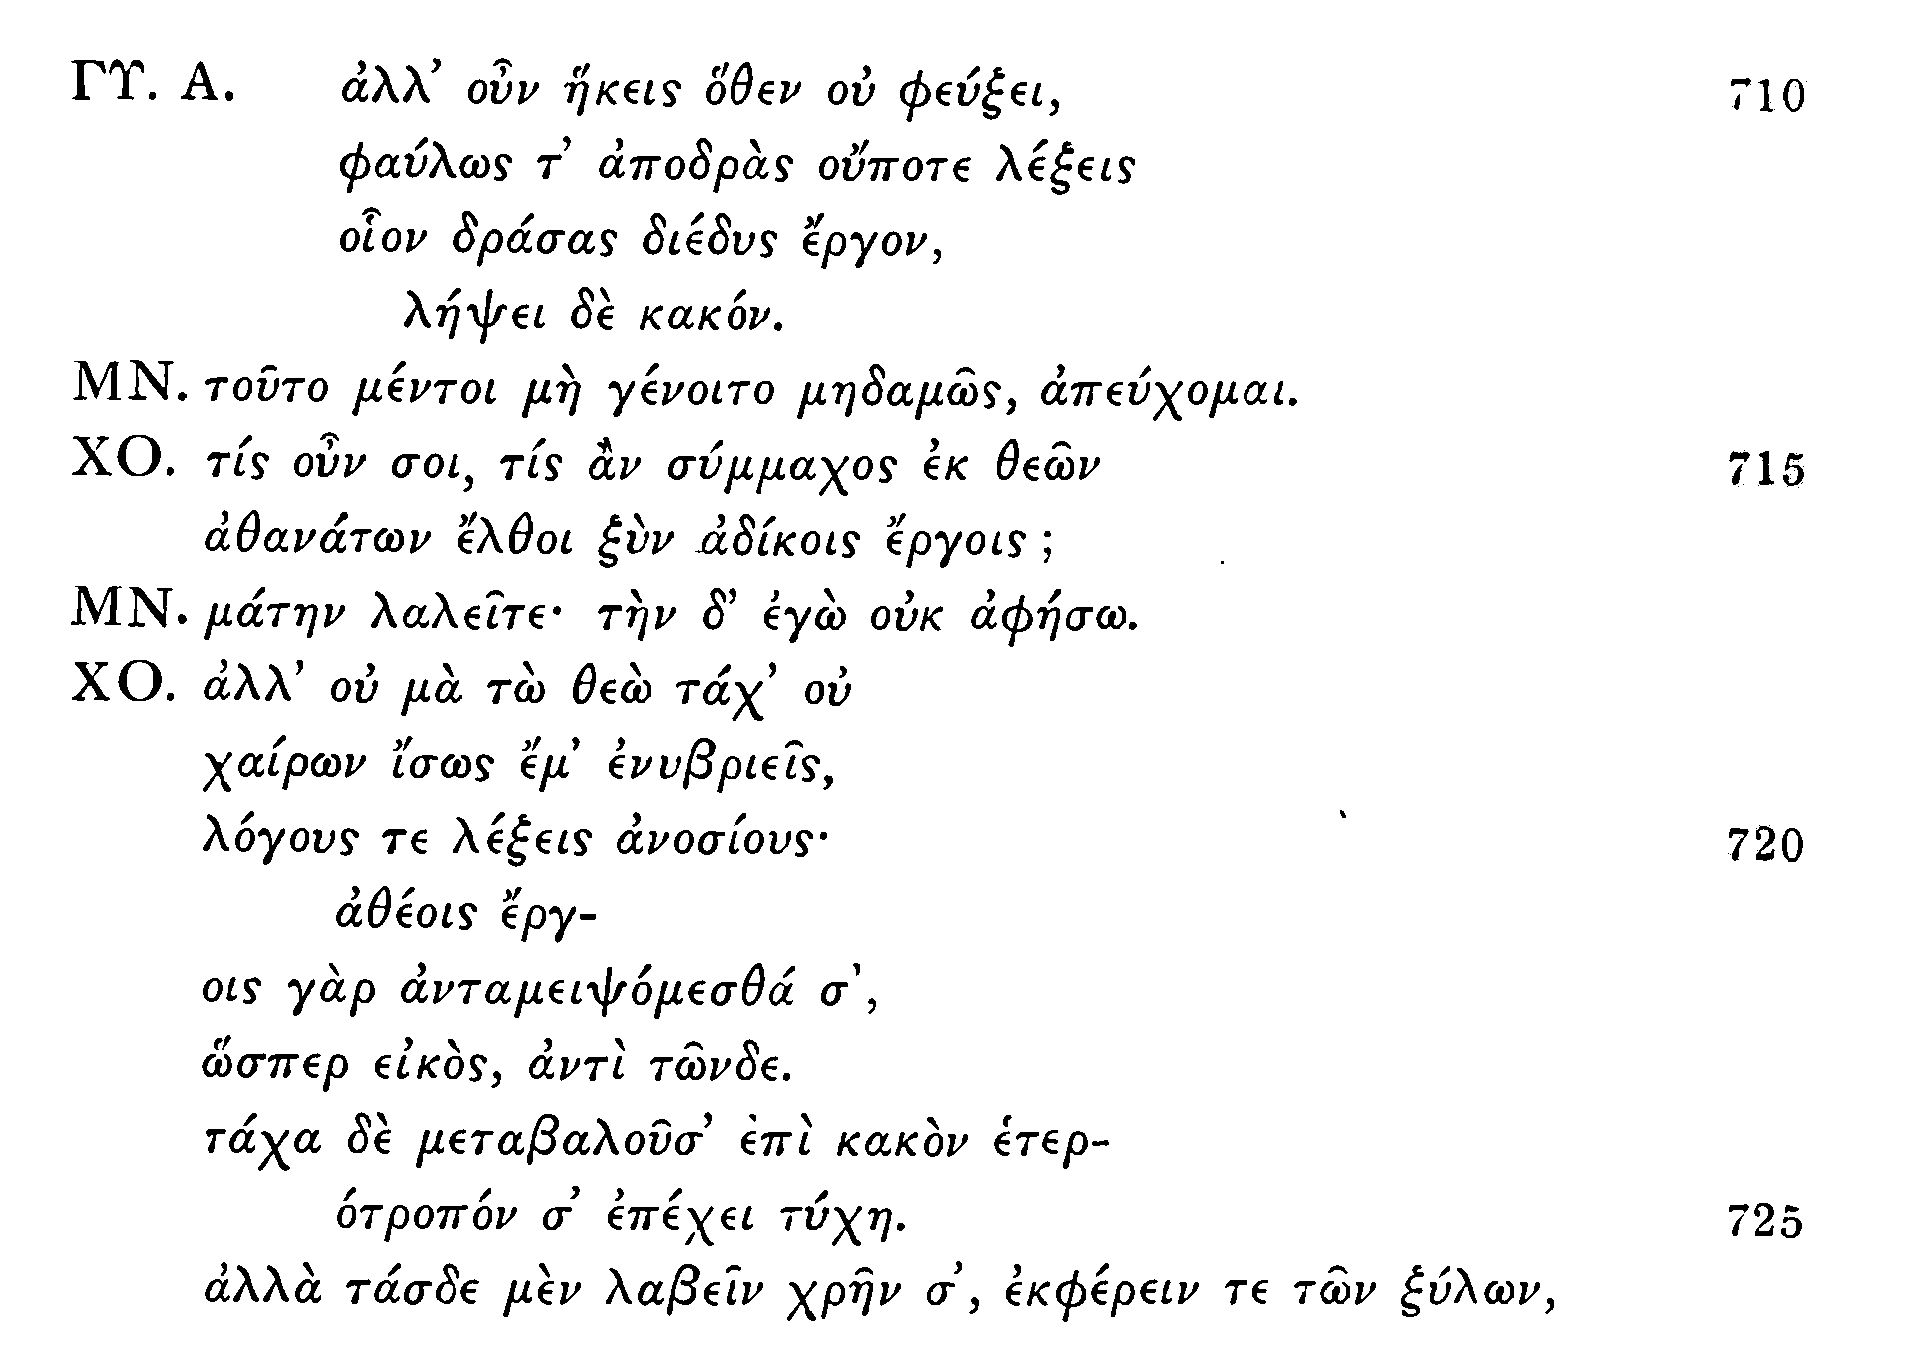 ΓΥ. Α. ἀλλ’ οὖν ἥκεις ὅθεν οὐ φεύξει, 710
φαύλως τ’ ἀποδρὰς οὔποτε λέξεις
οἷον δράσας διέδυς ἔργον,
λήψει δὲ κακόν.
ΜΝ. τοῦτο μέντοι μὴ γένοιτο μηδαμῶς, ἀπεύχομαι.
ΧΟ. τίς οὖν σοι, τίς ἂν σύμμαχος ἐκ θεῶν 715
ἀθανάτων ἔλθοι ξὺν ἀδίκοις ἔργοις ;
ΜΝ. μάτην λαλεῖτε· τὴν δ’ ἐγὼ οὐκ ἀφήσω.
ΧΟ. ἀλλ’ οὐ μὰ τὼ θεὼ τάχ’ οὐ
χαίρων ἴσως ἔμ’ ἐνυβριεῖς,
λόγους τε λέξεις ἀνοσίους· 720
ἀθέοις ἔργ-
οις γὰρ ἀνταμειψόμεσθά σ’,
ὥσπερ εἰκὸς, ἀντὶ τῶνδε.
τάχα δὲ μεταβαλοῦσ’ ἐπὶ κακὸν ἑτερ-
ότροπόν σ’ ἐπέχει τύχη. 725
ἀλλὰ τάσδε μὲν λαβεῖν χρῆν σ’, ἐκφέρειν τε τῶν ξύλων,